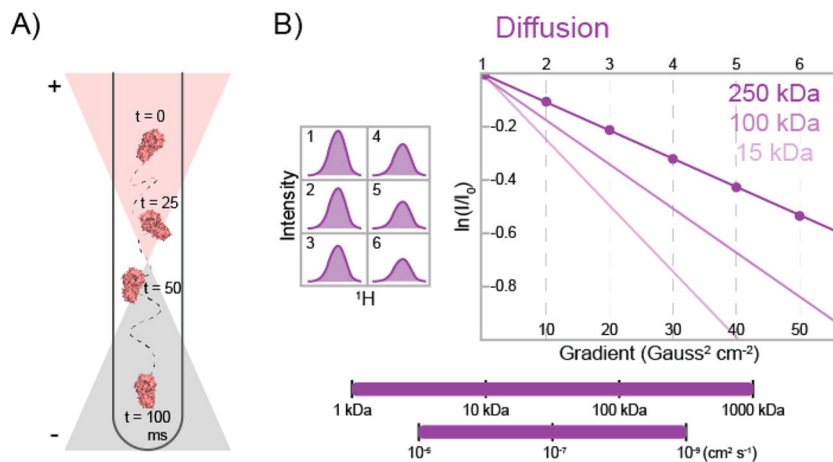 A)
+
t = 0
t = 25
t = 50
t = 100
ms
-
B)
Diffusion
Intensity
1 4
2 5
3 6
¹H
1 2 3 4 5 6
250 kDa
100 kDa
15 kDa
ln(I/I₀)
-0.2
-0.4
-0.6
-0.8
10 20 30 40 50
Gradient (Gauss² cm⁻²)
1 kDa 10 kDa 100 kDa 1000 kDa
10⁻⁶ 10⁻⁷ 10⁻⁹ (cm² s⁻¹)